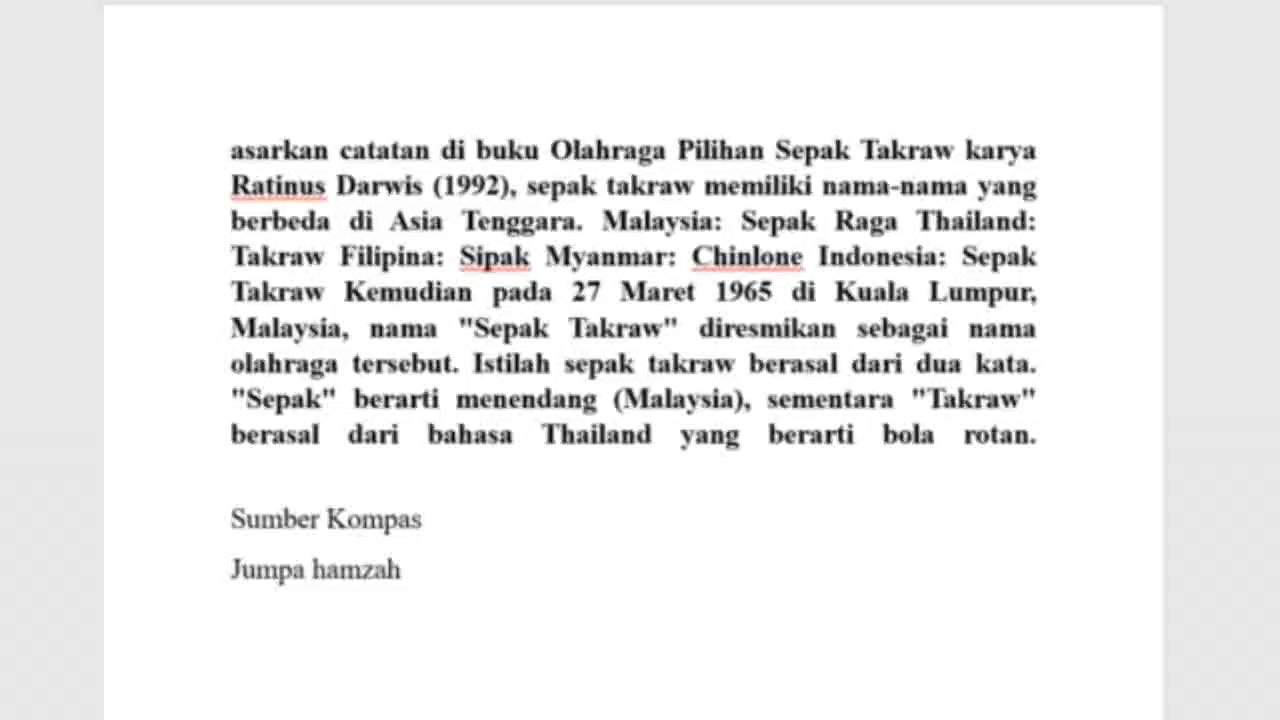 asarkan catatan di buku Olahraga Pilihan Sepak Takraw karya
Ratinus Darwis (1992), sepak takraw memiliki nama-nama yang
berbeda di Asia Tenggara. Malaysia: Sepak Raga Thailand:
Takraw Filipina: Sipak Myanmar: Chinlone Indonesia: Sepak
Takraw Kemudian pada 27 Maret 1965 di Kuala Lumpur,
Malaysia, nama "Sepak Takraw" diresmikan sebagai nama
olahraga tersebut. Istilah sepak takraw berasal dari dua kata.
"Sepak" berarti menendang (Malaysia), sementara "Takraw"
berasal dari bahasa Thailand yang berarti bola rotan.
Sumber Kompas
Jumpa hamzah